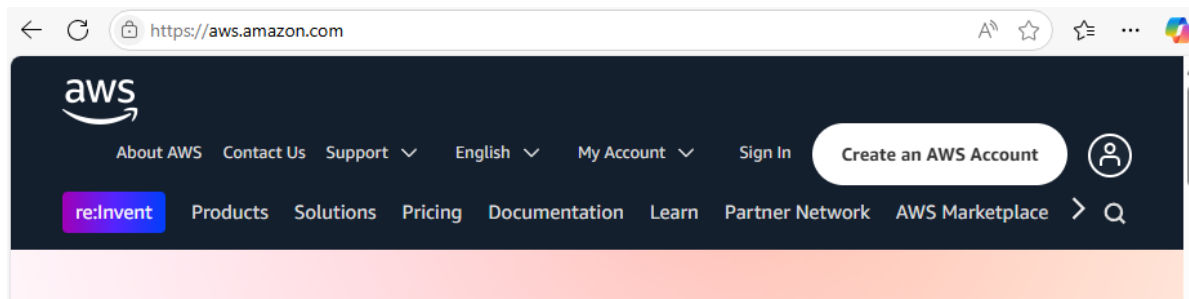 https://aws.amazon.com
aws
About AWS Contact Us Support English My Account Sign In Create an AWS Account
re:Invent Products Solutions Pricing Documentation Learn Partner Network AWS Marketplace